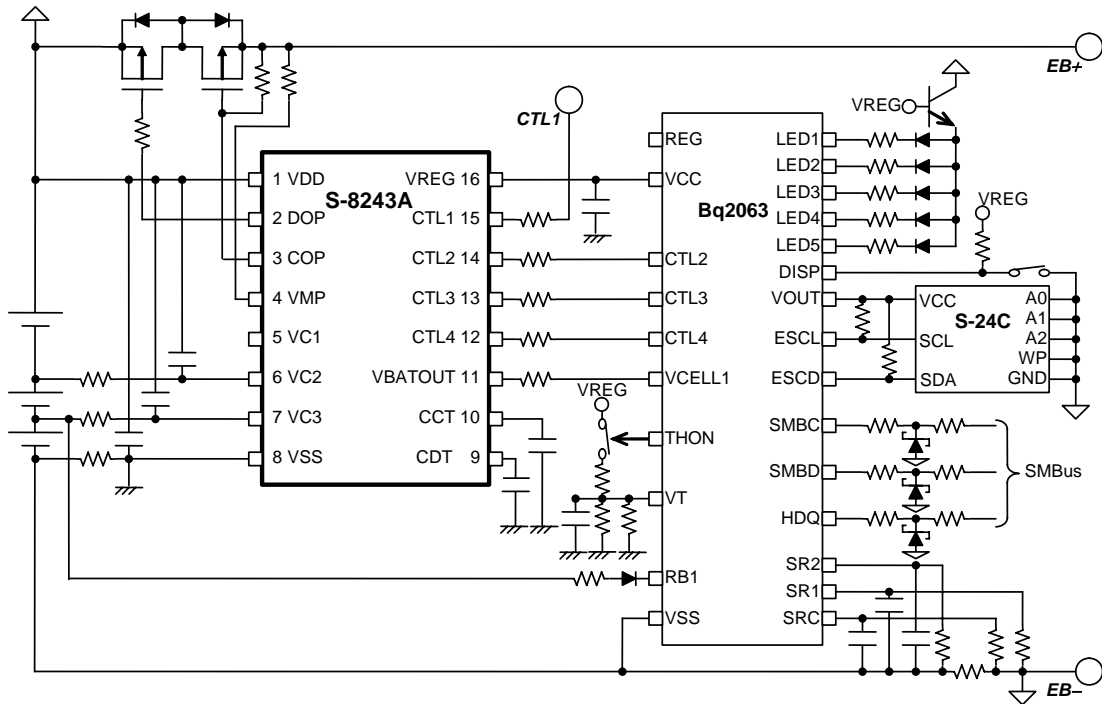 EB+
VREG
CTL1
S-8243A
1 VDD
2 DOP
3 COP
4 VMP
5 VC1
6 VC2
7 VC3
8 VSS
VREG 16
CTL1 15
CTL2 14
CTL3 13
CTL4 12
VBATOUT 11
CCT 10
CDT 9
VREG
Bq2063
REG
VCC
CTL2
CTL3
CTL4
VCELL1
THON
VT
RB1
VSS
LED1
LED2
LED3
LED4
LED5
DISP
VOUT
ESCL
ESCD
SMBC
SMBD
HDQ
SR2
SR1
SRC
VREG
S-24C
VCC
SCL
SDA
A0
A1
A2
WP
GND
SMBus
EB−